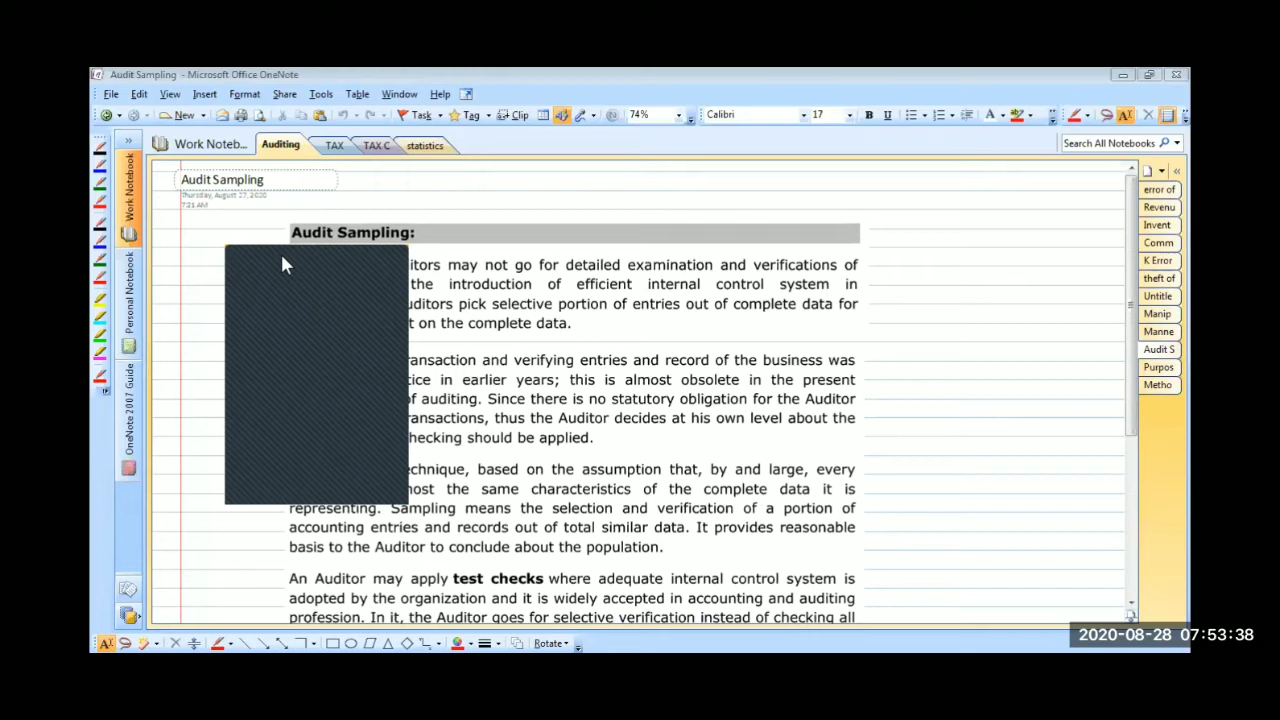 Audit Sampling - Microsoft Office OneNote
File Edit View Insert Format Share Tools Table Window Help
New Task Tag Clip 74% Calibri 17 B U A
Work Noteb... Auditing TAX TAX C statistics Search All Notebooks
Work Notebook
Personal Notebook
OneNote 2007 Guide
Audit Sampling
Thursday, August 27, 2020
7:21 AM
Audit Sampling:
itors may not go for detailed examination and verifications of
the introduction of efficient internal control system in
uditors pick selective portion of entries out of complete data for
t on the complete data.
ansaction and verifying entries and record of the business was
tice in earlier years; this is almost obsolete in the present
of auditing. Since there is no statutory obligation for the Auditor
ransactions, thus the Auditor decides at his own level about the
hecking should be applied.
echnique, based on the assumption that, by and large, every
ost the same characteristics of the complete data it is
representing. Sampling means the selection and verification of a portion of
accounting entries and records out of total similar data. It provides reasonable
basis to the Auditor to conclude about the population.
An Auditor may apply test checks where adequate internal control system is
adopted by the organization and it is widely accepted in accounting and auditing
profession. In it, the Auditor goes for selective verification instead of checking all
error of
Revenu
Invent
Comm
K Error
theft of
Untitle
Manip
Manne
Audit S
Purpos
Metho
Rotate
2020-08-28 07:53:38